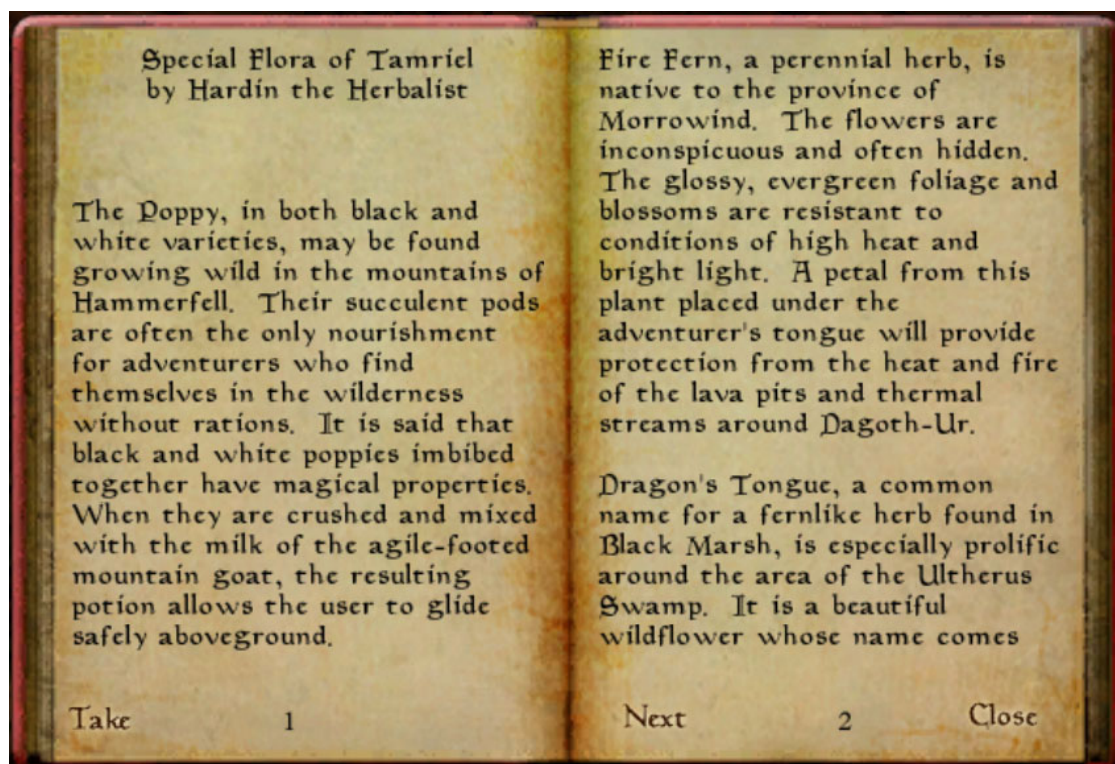 Special Flora of Tamriel
by Hardin the Herbalist
The Poppy, in both black and
white varieties, may be found
growing wild in the mountains of
Hammerfell. Their succulent pods
are often the only nourishment
for adventurers who find
themselves in the wilderness
without rations. It is said that
black and white poppies imbibed
together have magical properties.
When they are crushed and mixed
with the milk of the agile-footed
mountain goat, the resulting
potion allows the user to glide
safely aboveground.
Take
1
Fire Fern, a perennial herb, is
native to the province of
Morrowind. The flowers are
inconspicuous and often hidden.
The glossy, evergreen foliage and
blossoms are resistant to
conditions of high heat and
bright light. A petal from this
plant placed under the
adventurer's tongue will provide
protection from the heat and fire
of the lava pits and thermal
streams around Dagoth-Ur.
Dragon's Tongue, a common
name for a fernlike herb found in
Black Marsh, is especially prolific
around the area of the Ultherus
Swamp. It is a beautiful
wildflower whose name comes
Next
2
Close